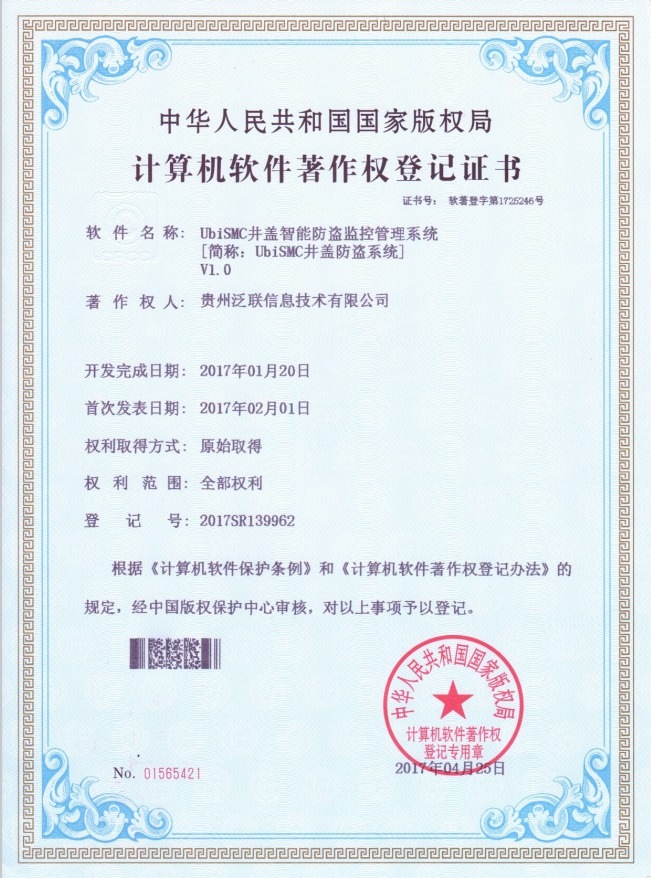 中华人民共和国国家版权局
计算机软件著作权登记证书
证书号： 软著登字第1725246号
软件名称： UbiSMC井盖智能防盗监控管理系统
[简称：UbiSMC井盖防盗系统]
V1.0
著作权人： 贵州泛联信息技术有限公司
开发完成日期： 2017年01月20日
首次发表日期： 2017年02月01日
权利取得方式： 原始取得
权利范围： 全部权利
登记号： 2017SR139962
根据《计算机软件保护条例》和《计算机软件著作权登记办法》的
规定，经中国版权保护中心审核，对以上事项予以登记。
中华人民共和国国家版权局
计算机软件著作权
登记专用章
No. 01565421
2017年04月25日